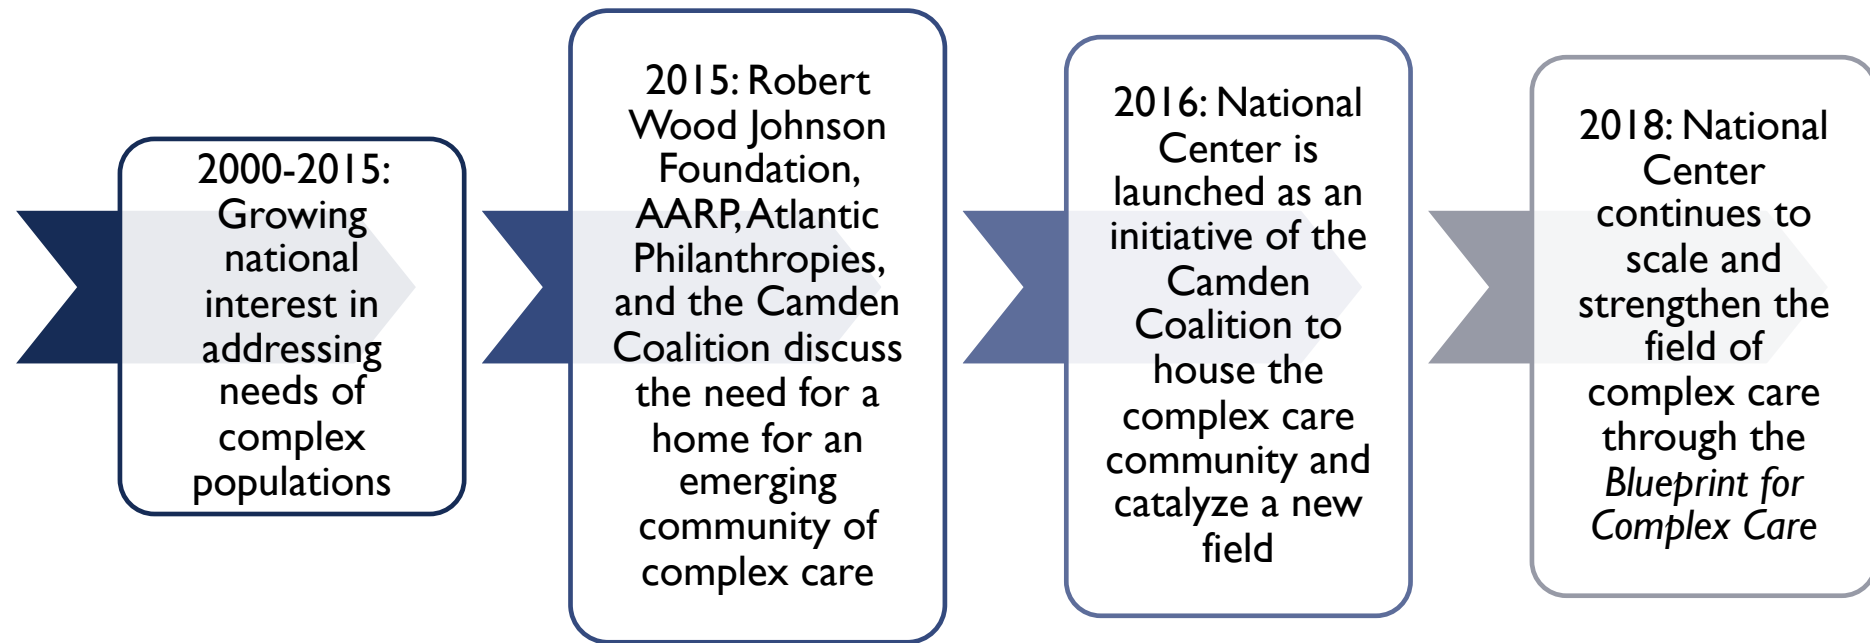 2000-2015:
Growing
national
interest in
addressing
needs of
complex
populations
2015: Robert
Wood Johnson
Foundation,
AARP, Atlantic
Philanthropies,
and the Camden
Coalition discuss
the need for a
home for an
emerging
community of
complex care
2016: National
Center is
launched as an
initiative of the
Camden
Coalition to
house the
complex care
community and
catalyze a new
field
2018: National
Center
continues to
scale and
strengthen the
field of
complex care
through the
Blueprint for
Complex Care